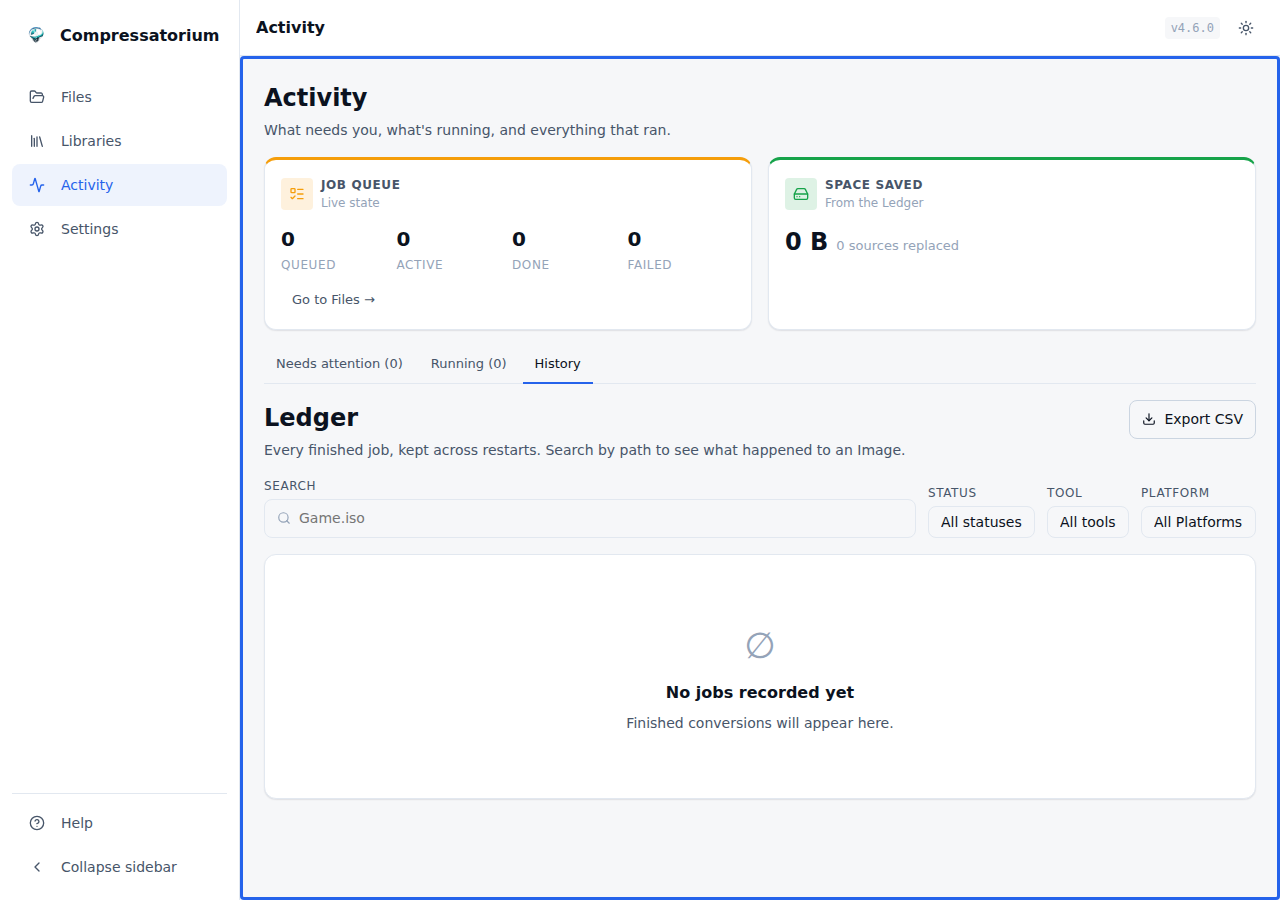 Compressatorium
Activity
v4.6.0
Files
Libraries
Activity
Settings
Help
Collapse sidebar
Activity
What needs you, what's running, and everything that ran.
JOB QUEUE
Live state
0 0 0 0
QUEUED ACTIVE DONE FAILED
Go to Files →
SPACE SAVED
From the Ledger
0 B 0 sources replaced
Needs attention (0) Running (0) History
Ledger
Export CSV
Every finished job, kept across restarts. Search by path to see what happened to an Image.
SEARCH STATUS TOOL PLATFORM
Game.iso All statuses All tools All Platforms
No jobs recorded yet
Finished conversions will appear here.